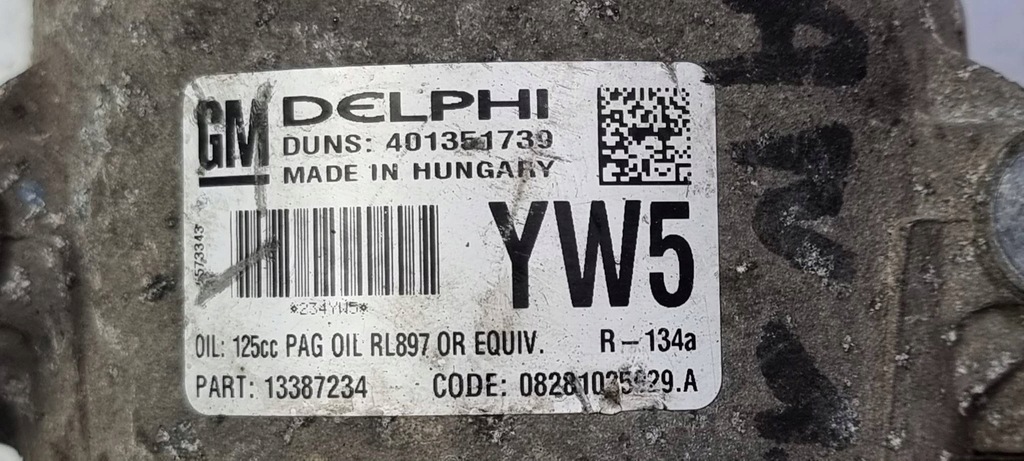 GM DELPHI
DUNS: 401351739
MADE IN HUNGARY
YW5
*234YW5*
OIL: 125cc PAG OIL RL897 OR EQUIV. R-134a
PART: 13387234 CODE: